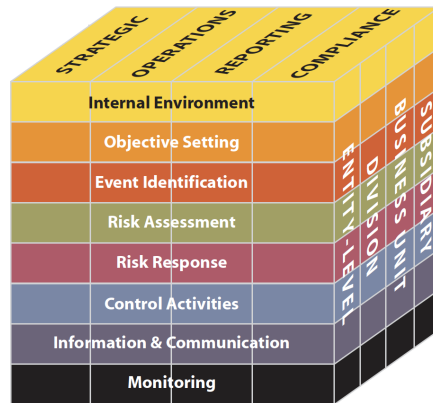 STRATEGIC
OPERATIONS
REPORTING
COMPLIANCE
Internal Environment
Objective Setting
Event Identification
Risk Assessment
Risk Response
Control Activities
Information & Communication
Monitoring
ENTITY-LEVEL
DIVISION
BUSINESS UNIT
SUBSIDIARY